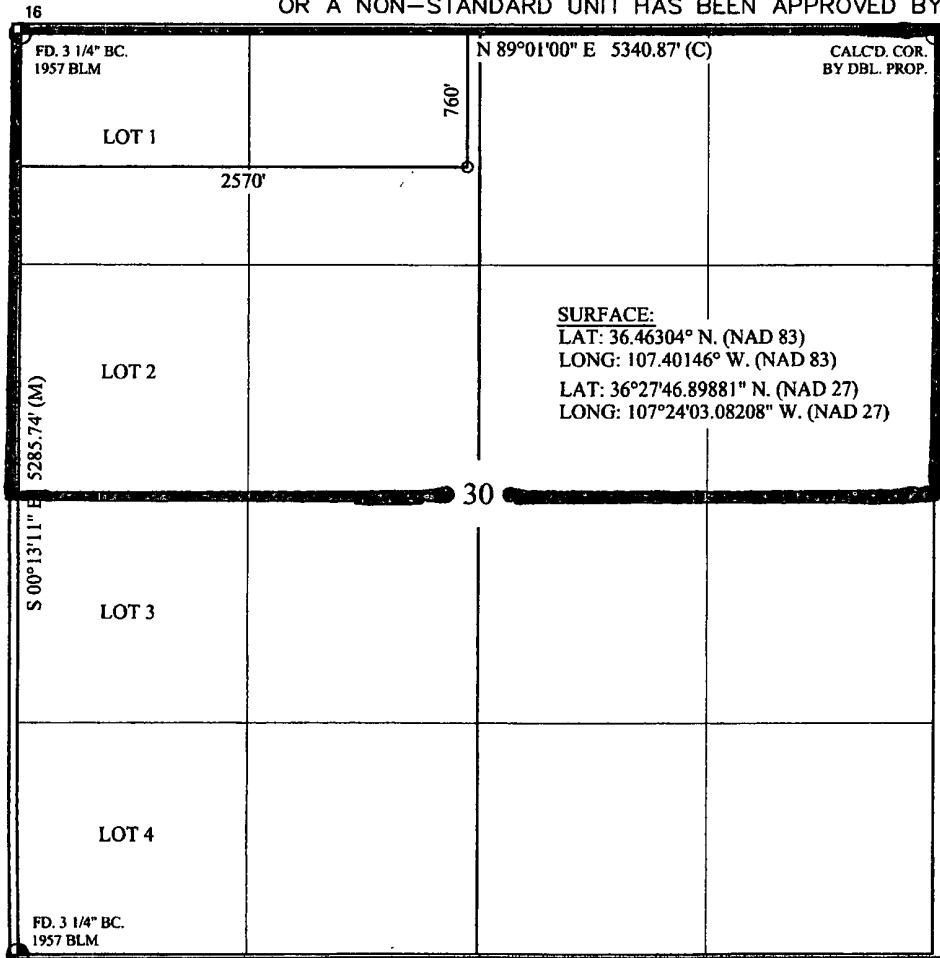 OR A NON-STANDARD UNIT HAS BEEN APPROVED BY
16
FD. 3 1/4" BC.
1957 BLM
N 89°01'00" E 5340.87' (C)
CALC'D. COR.
BY DBL. PROP.
760'
LOT 1
2570'
SURFACE:
LAT: 36.46304° N. (NAD 83)
LONG: 107.40146° W. (NAD 83)
LAT: 36°27'46.89881" N. (NAD 27)
LONG: 107°24'03.08208" W. (NAD 27)
LOT 2
S 00°13'11" E 5285.74' (M)
30
LOT 3
LOT 4
FD. 3 1/4" BC.
1957 BLM